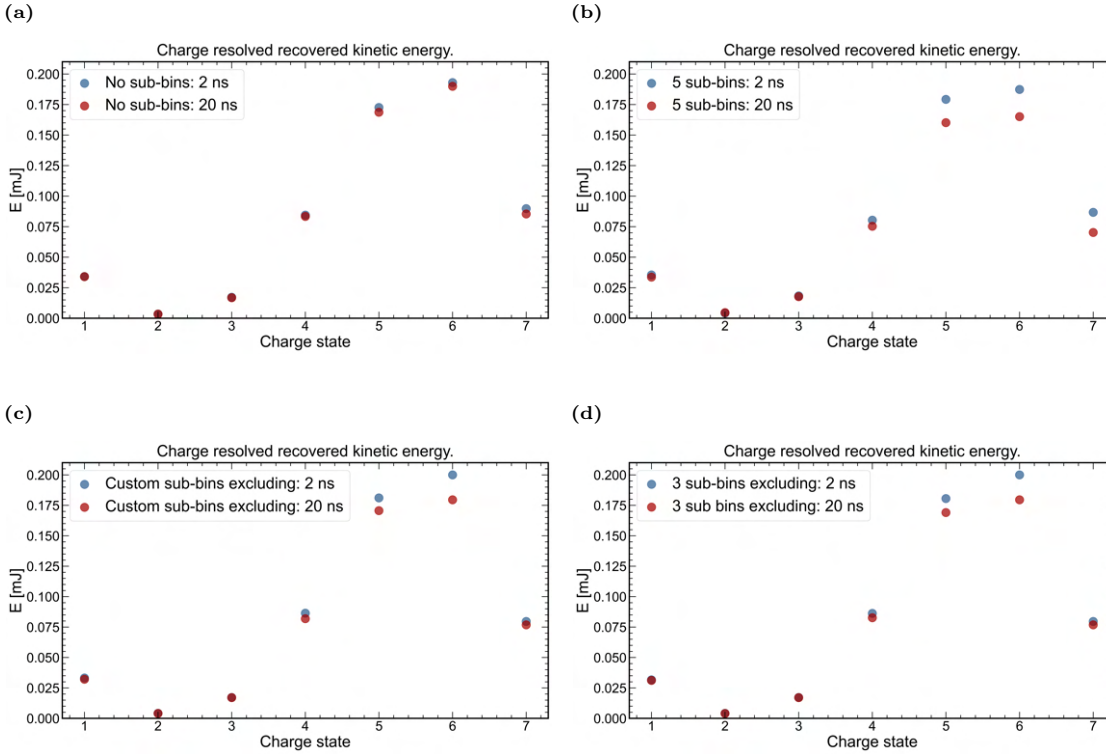 (a)
Charge resolved recovered kinetic energy.
No sub-bins: 2 ns
No sub-bins: 20 ns
E [mJ]
0.200
0.175
0.150
0.125
0.100
0.075
0.050
0.025
0.000
1 2 3 4 5 6 7
Charge state
(b)
Charge resolved recovered kinetic energy.
5 sub-bins: 2 ns
5 sub-bins: 20 ns
E [mJ]
0.200
0.175
0.150
0.125
0.100
0.075
0.050
0.025
0.000
1 2 3 4 5 6 7
Charge state
(c)
Charge resolved recovered kinetic energy.
Custom sub-bins excluding: 2 ns
Custom sub-bins excluding: 20 ns
E [mJ]
0.200
0.175
0.150
0.125
0.100
0.075
0.050
0.025
0.000
1 2 3 4 5 6 7
Charge state
(d)
Charge resolved recovered kinetic energy.
3 sub-bins excluding: 2 ns
3 sub bins excluding: 20 ns
E [mJ]
0.200
0.175
0.150
0.125
0.100
0.075
0.050
0.025
0.000
1 2 3 4 5 6 7
Charge state